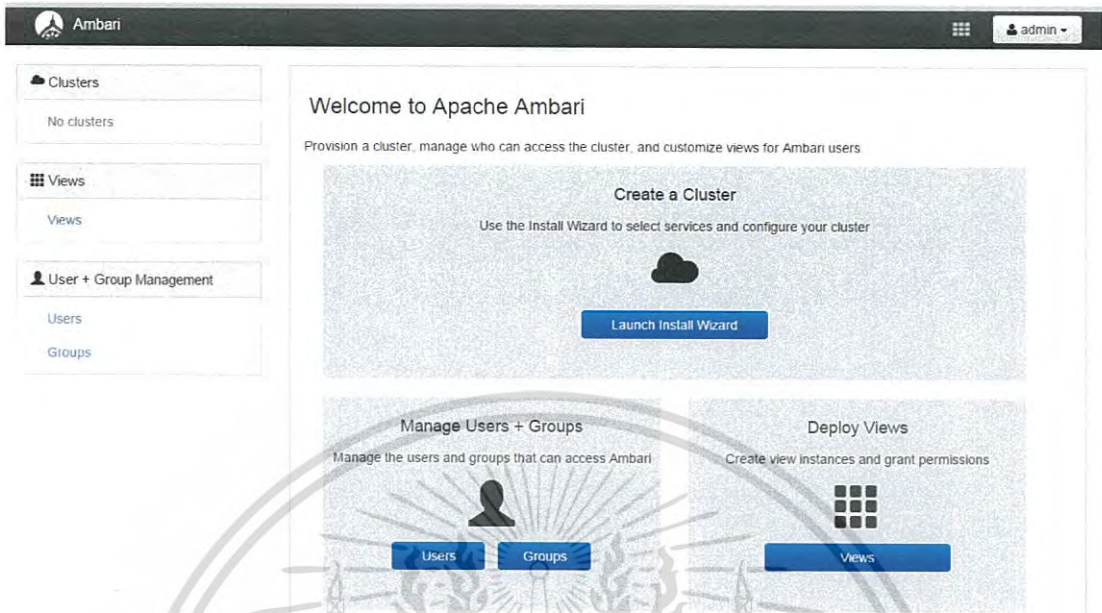 Ambari
admin
Clusters
No clusters
Views
Views
User + Group Management
Users
Groups
Welcome to Apache Ambari
Provision a cluster, manage who can access the cluster, and customize views for Ambari users
Create a Cluster
Use the Install Wizard to select services and configure your cluster
Launch Install Wizard
Manage Users + Groups
Manage the users and groups that can access Ambari
Users
Groups
Deploy Views
Create view instances and grant permissions
Views